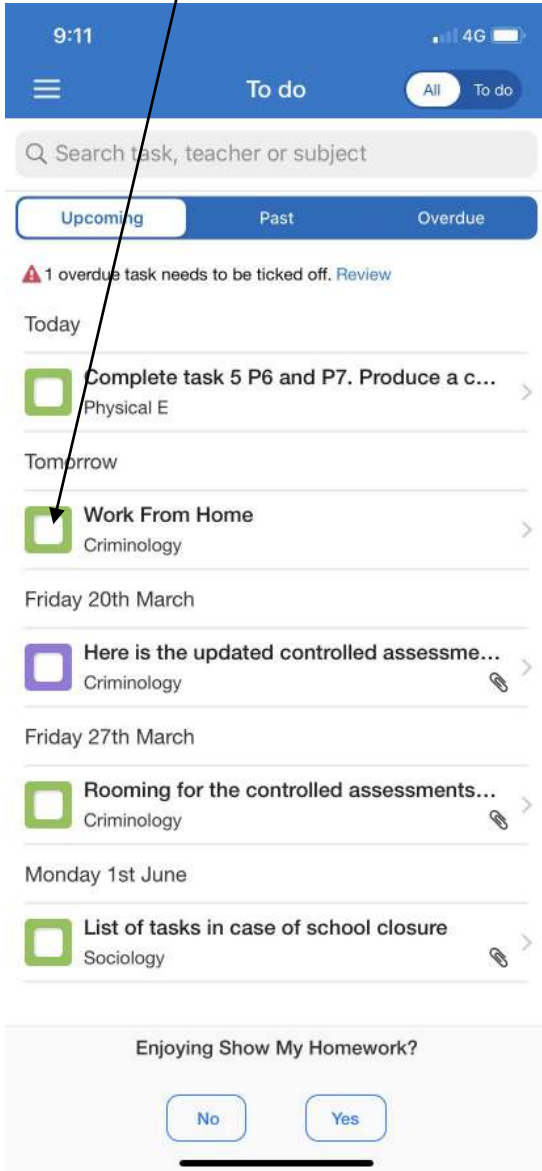 9:11
4G
To do
All To do
Search task, teacher or subject
Upcoming Past Overdue
1 overdue task needs to be ticked off. Review
Today
Complete task 5 P6 and P7. Produce a c...
Physical E
Tomorrow
Work From Home
Criminology
Friday 20th March
Here is the updated controlled assessme...
Criminology
Friday 27th March
Rooming for the controlled assessments...
Criminology
Monday 1st June
List of tasks in case of school closure
Sociology
Enjoying Show My Homework?
No Yes